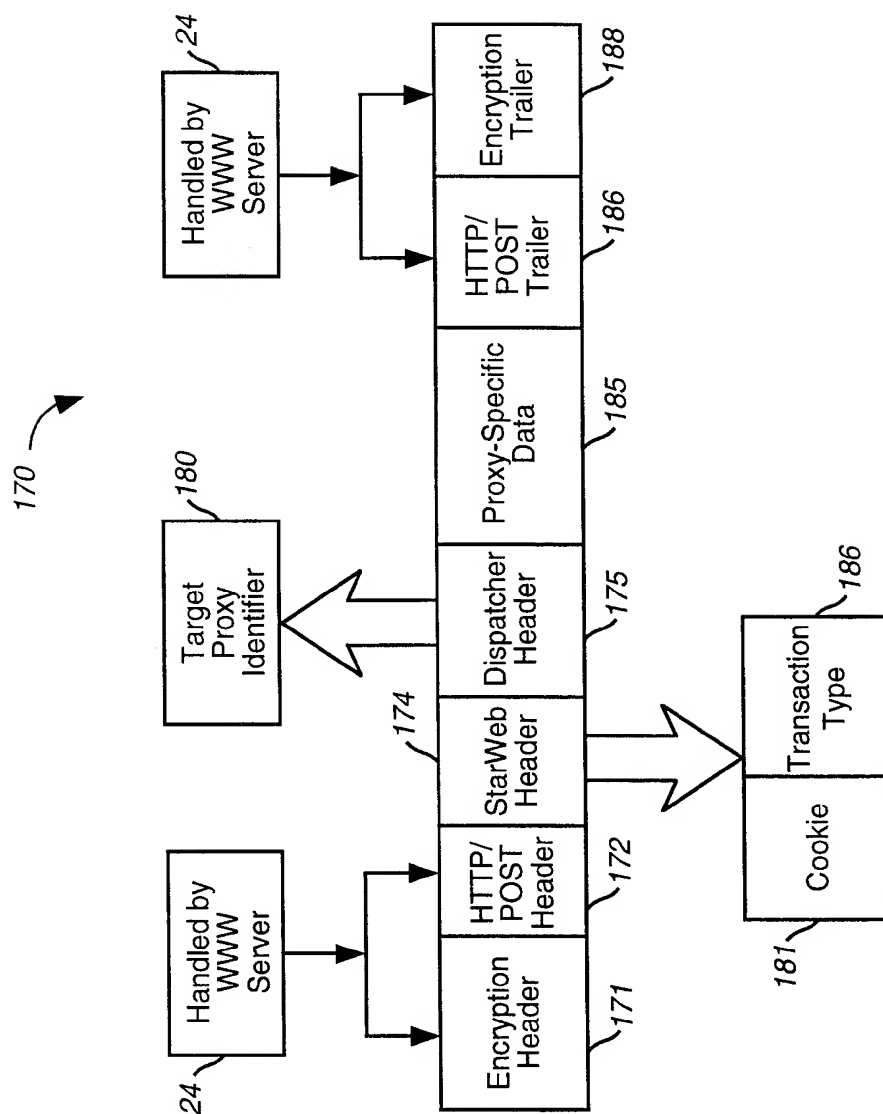 170
24
Handled by
WWW
Server
180
Target
Proxy
Identifier
24
Handled by
WWW
Server
174
Encryption
Header
HTTP/
POST
Header
StarWeb
Header
Dispatcher
Header
Proxy-Specific
Data
HTTP/
POST
Trailer
Encryption
Trailer
171
172
175
185
186
188
Cookie
Transaction
Type
181
186